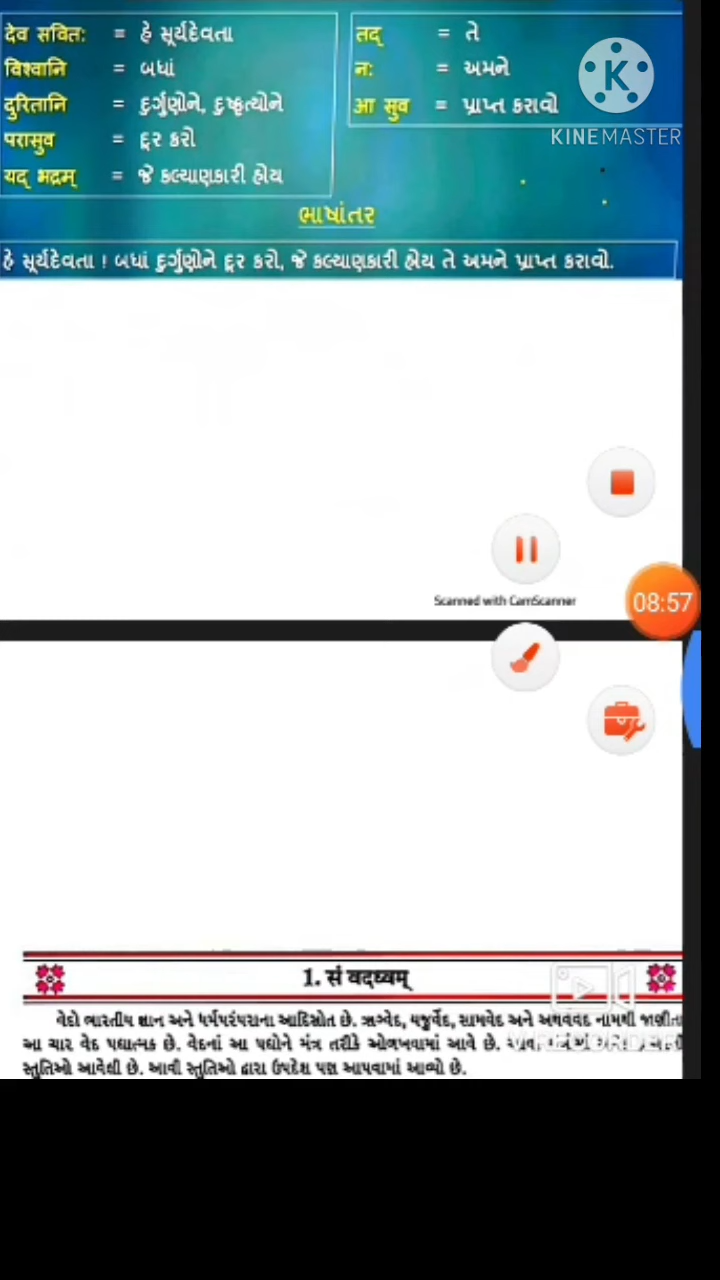 देव सवितः = હે સૂર્યદેવતા
विश्वानि = બધાં
दुरितानि = દુર્ગુણોને, દુષ્કૃત્યોને
परासुव = દૂર કરો
यद् भद्रम् = જે કલ્યાણકારી હોય
तद् = તે
नः = અમને
आ सुव = પ્રાપ્ત કરાવો
KINEMASTER
ભાષાંતર
હે સૂર્યદેવતા ! બધાં દુર્ગુણોને દૂર કરો, જે કલ્યાણકારી હોય તે અમને પ્રાપ્ત કરાવો.
Scanned with CamScanner
08:57
1. सं वदध्वम्
વેદો ભારતીય જ્ઞાન અને ધર્મપરંપરાના આદિસ્રોત છે. ઋગ્વેદ, યજુર્વેદ, સામવેદ અને અથર્વવેદ નામથી જાણીતા
આ ચાર વેદ પદ્યાત્મક છે. વેદનાં આ પદ્યોને મંત્ર તરીકે ઓળખવામાં આવે છે.
સ્તુતિઓ આવેલી છે. આવી સ્તુતિઓ દ્વારા ઉપદેશ પણ આપવામાં આવ્યો છે.